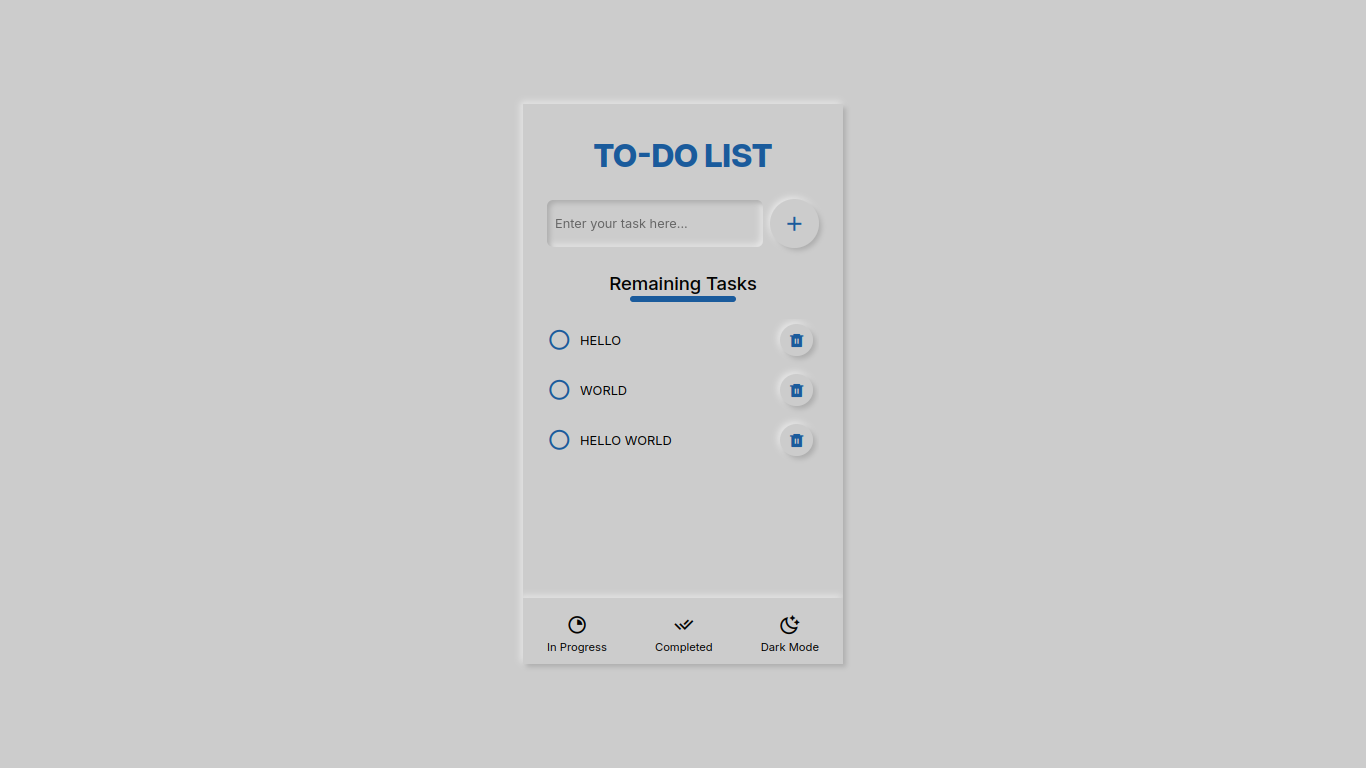 TO-DO LIST
Enter your task here...
Remaining Tasks
HELLO
WORLD
HELLO WORLD
In Progress
Completed
Dark Mode